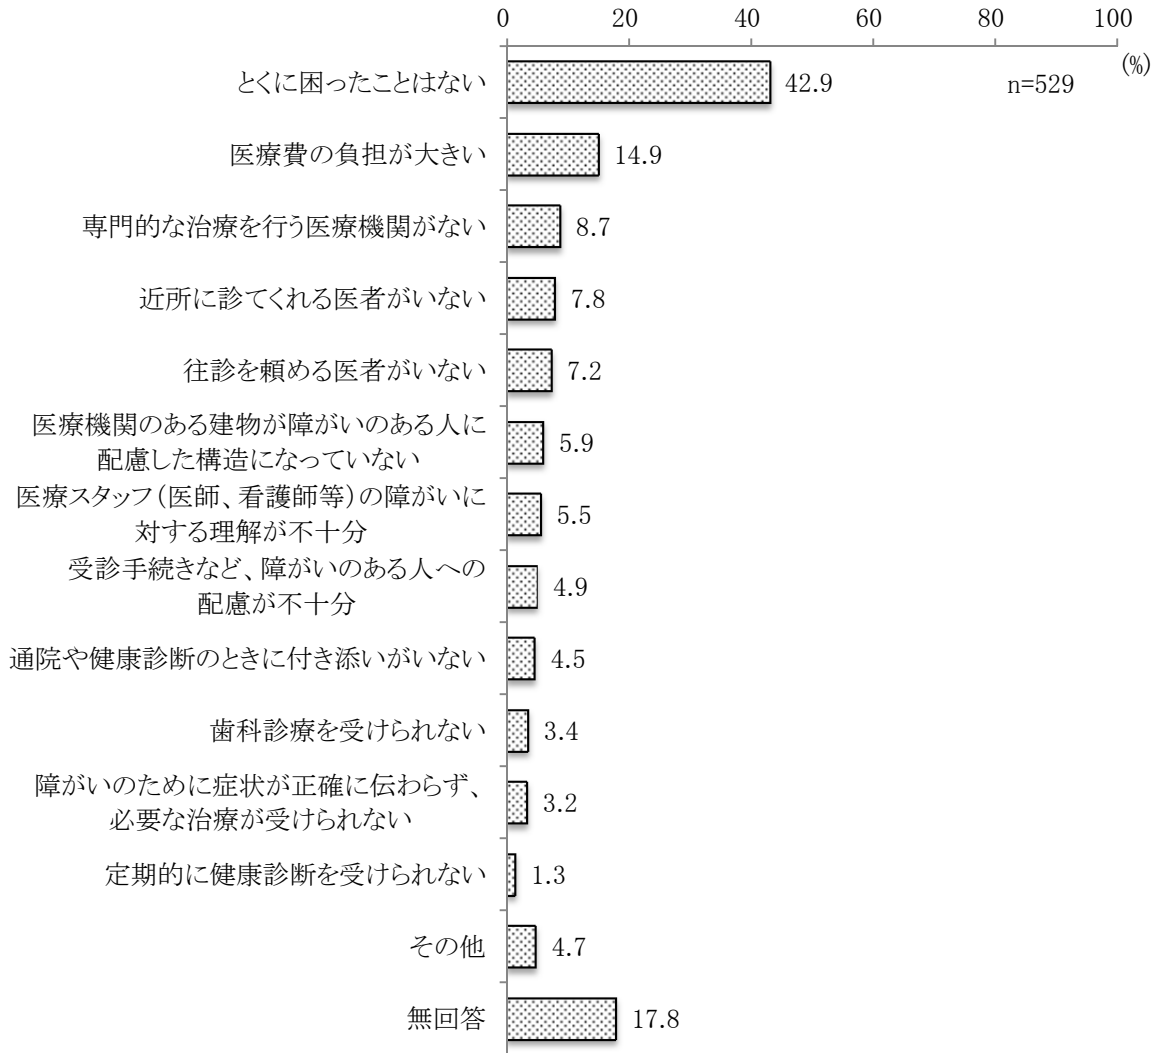 0 20 40 60 80 100
(%)
とくに困ったことはない 42.9 n=529
医療費の負担が大きい 14.9
専門的な治療を行う医療機関がない 8.7
近所に診てくれる医者がいない 7.8
往診を頼める医者がいない 7.2
医療機関のある建物が障がいのある人に
配慮した構造になっていない 5.9
医療スタッフ(医師、看護師等)の障がいに
対する理解が不十分 5.5
受診手続きなど、障がいのある人への
配慮が不十分 4.9
通院や健康診断のときに付き添いがいない 4.5
歯科診療を受けられない 3.4
障がいのために症状が正確に伝わらず、
必要な治療が受けられない 3.2
定期的に健康診断を受けられない 1.3
その他 4.7
無回答 17.8